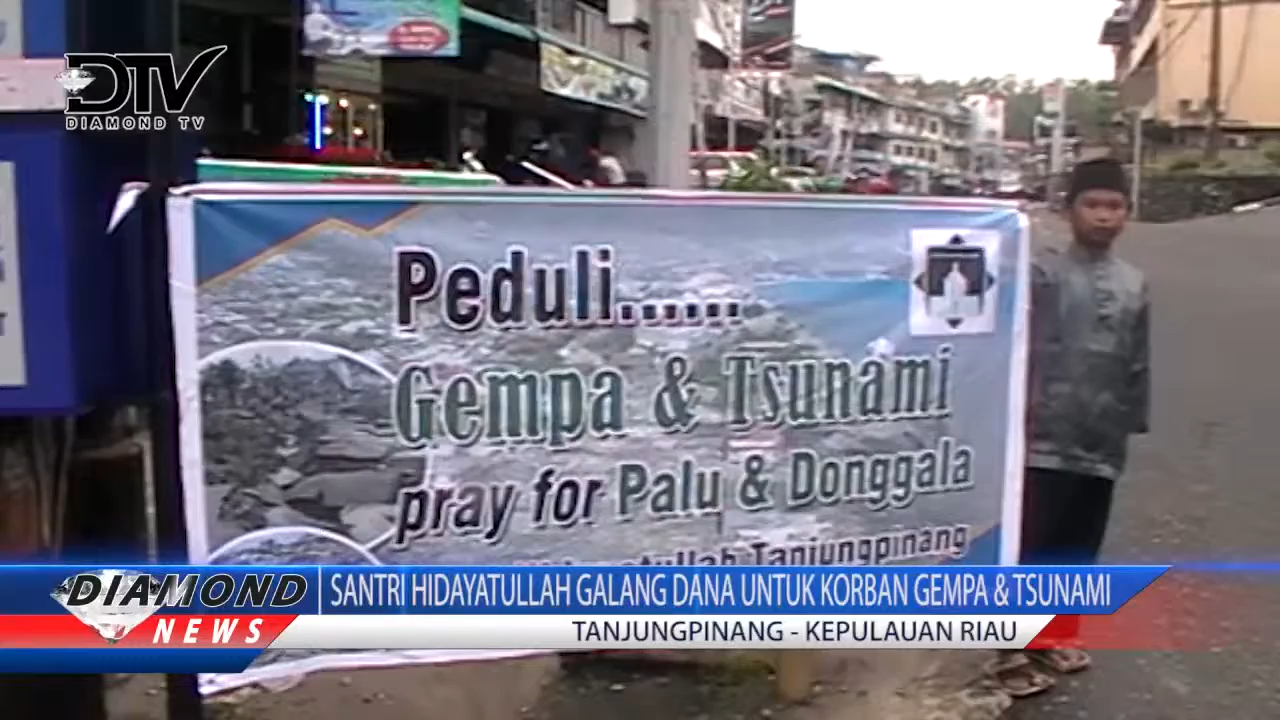 DTV
DIAMOND TV
Peduli......
Gempa & Tsunami
pray for Palu & Donggala
Tanjungpinang
DIAMOND
NEWS
SANTRI HIDAYATULLAH GALANG DANA UNTUK KORBAN GEMPA & TSUNAMI
TANJUNGPINANG - KEPULAUAN RIAU